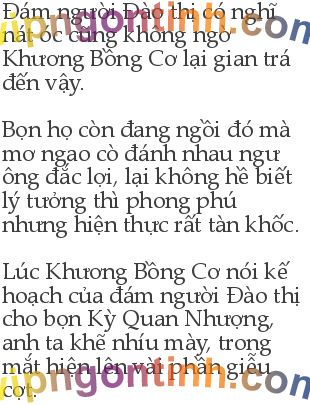 Đám người Đào thị có nghĩ
nát óc cũng không ngờ
Khương Bồng Cơ lại gian trá
đến vậy.
Bọn họ còn đang ngồi đó mà
mơ ngao cò đánh nhau ngư
ông đắc lợi, lại không hề biết
lý tưởng thì phong phú
nhưng hiện thực rất tàn khốc.
Lúc Khương Bồng Cơ nói kế
hoạch của đám người Đào thị
cho bọn Kỳ Quan Nhượng,
anh ta khẽ nhíu mày, trong
mắt hiện lên vài phần giễu
cợt.
vipngontinh.com
vipngontinh.com